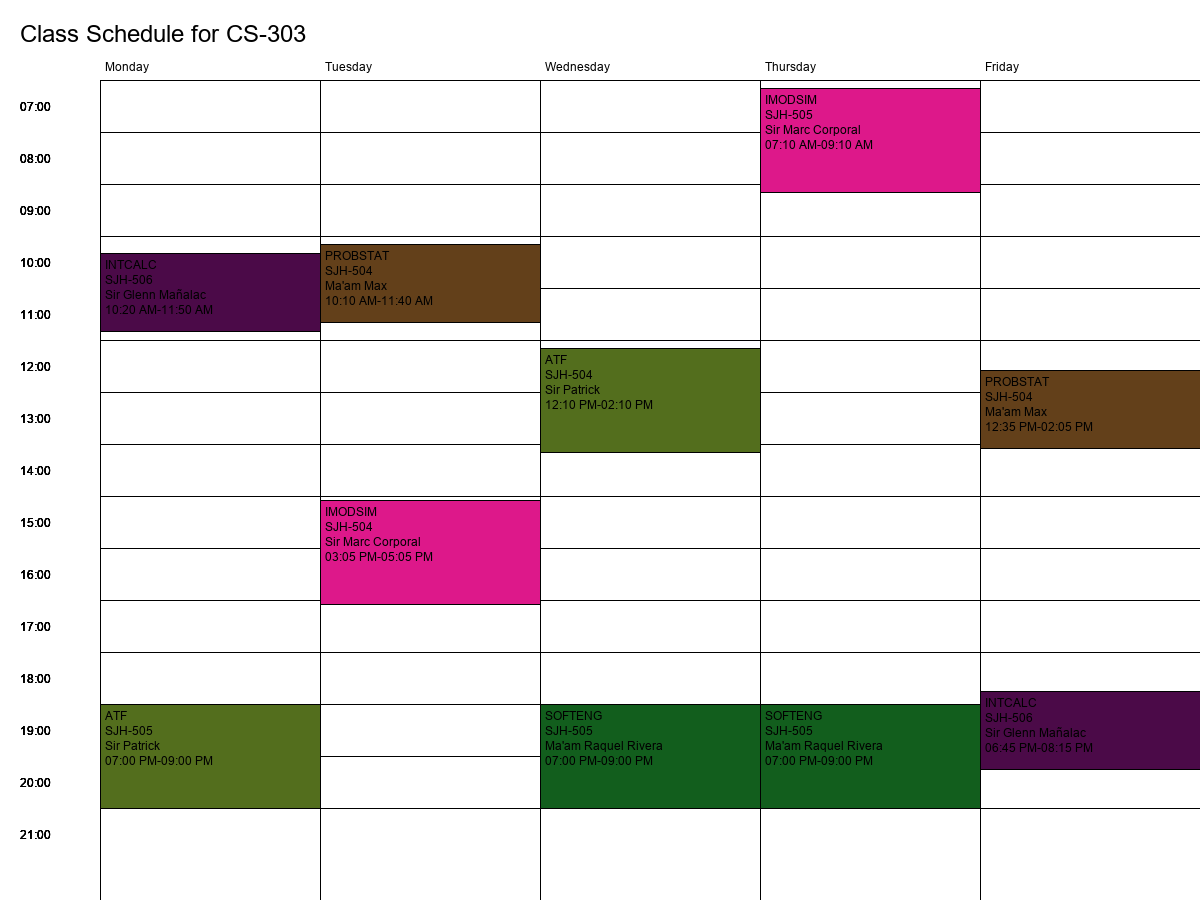 Class Schedule for CS-303
Monday
Tuesday
Wednesday
Thursday
Friday
07:00
08:00
09:00
10:00
11:00
12:00
13:00
14:00
15:00
16:00
17:00
18:00
19:00
20:00
21:00
INTCALC
SJH-506
Sir Glenn Mañalac
10:20 AM-11:50 AM
ATF
SJH-505
Sir Patrick
07:00 PM-09:00 PM
PROBSTAT
SJH-504
Ma'am Max
10:10 AM-11:40 AM
IMODSIM
SJH-504
Sir Marc Corporal
03:05 PM-05:05 PM
ATF
SJH-504
Sir Patrick
12:10 PM-02:10 PM
SOFTENG
SJH-505
Ma'am Raquel Rivera
07:00 PM-09:00 PM
IMODSIM
SJH-505
Sir Marc Corporal
07:10 AM-09:10 AM
SOFTENG
SJH-505
Ma'am Raquel Rivera
07:00 PM-09:00 PM
PROBSTAT
SJH-504
Ma'am Max
12:35 PM-02:05 PM
INTCALC
SJH-506
Sir Glenn Mañalac
06:45 PM-08:15 PM